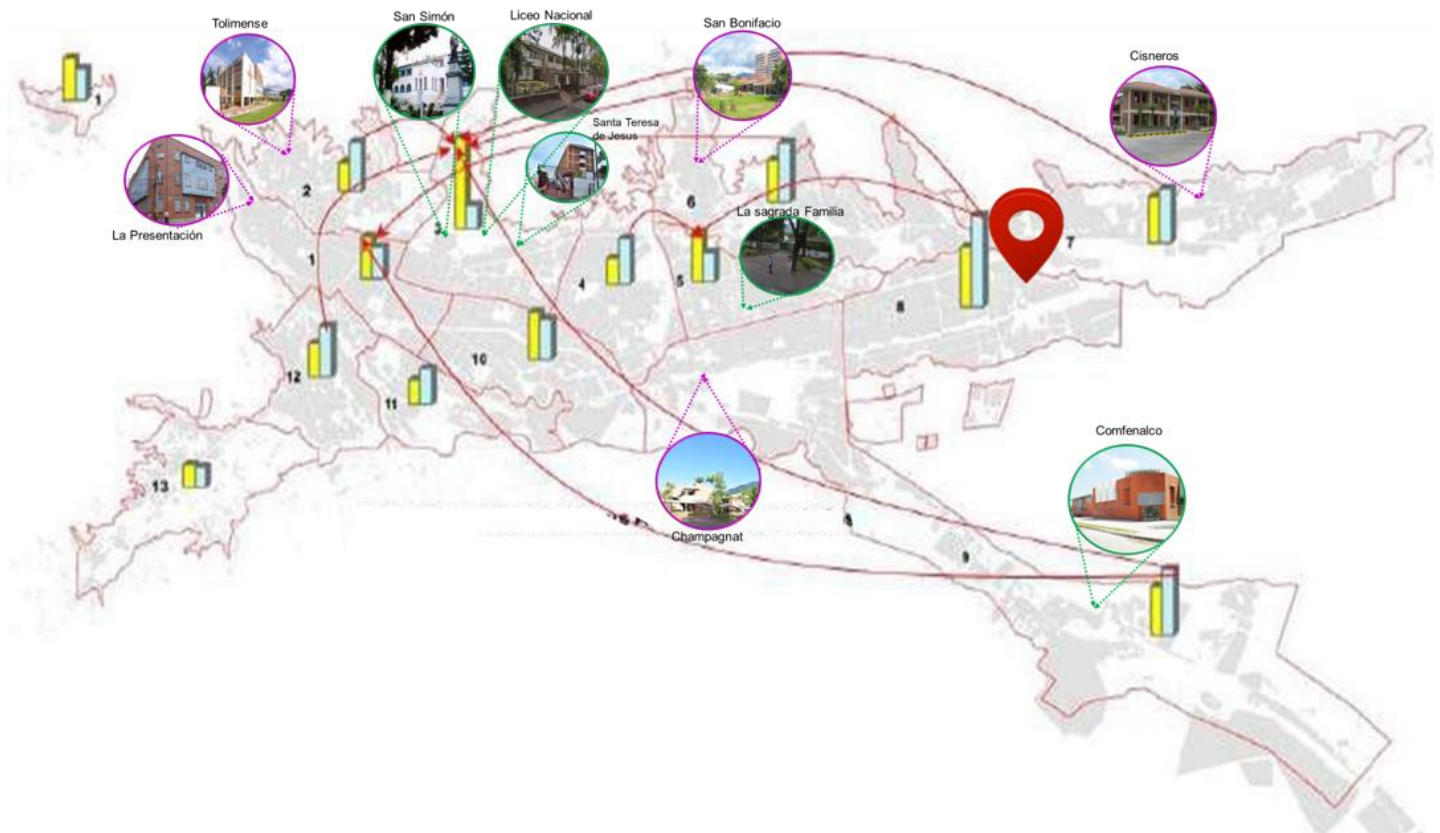 San Simón
Liceo Nacional
Tolimense
San Bonifacio
Cisneros
1
Santa Teresa
de Jesus
2
6
La sagrada Familia
La Presentación
3
7
1
4
5
8
10
12
11
Comfenalco
13
Champagnat
9